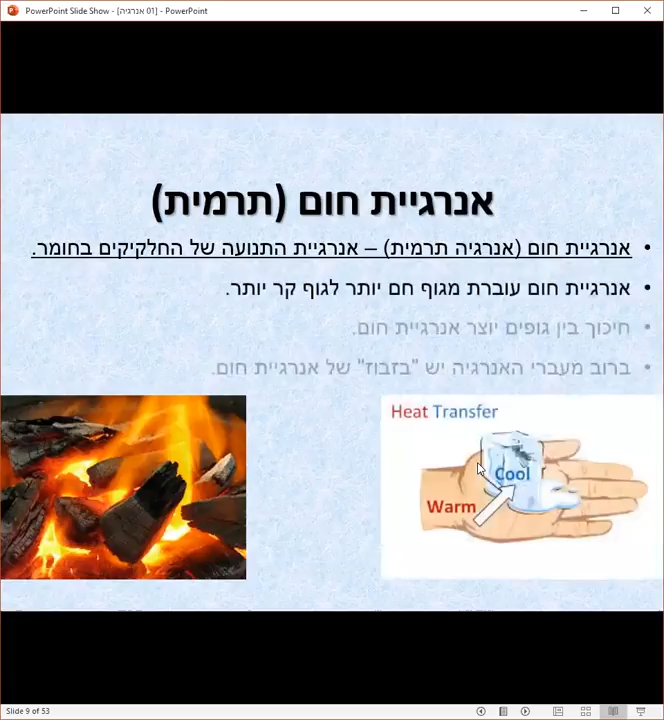 PowerPoint Slide Show - [01 אנרגיה] - PowerPoint
אנרגיית חום (תרמית)
• אנרגיית חום (אנרגיה תרמית) – אנרגיית התנועה של החלקיקים בחומר.
• אנרגיית חום עוברת מגוף חם יותר לגוף קר יותר.
• חיכוך בין גופים יוצר אנרגיית חום.
• ברוב מעברי האנרגיה יש "בזבוז" של אנרגיית חום.
Heat Transfer
Cool
Warm
Slide 9 of 53